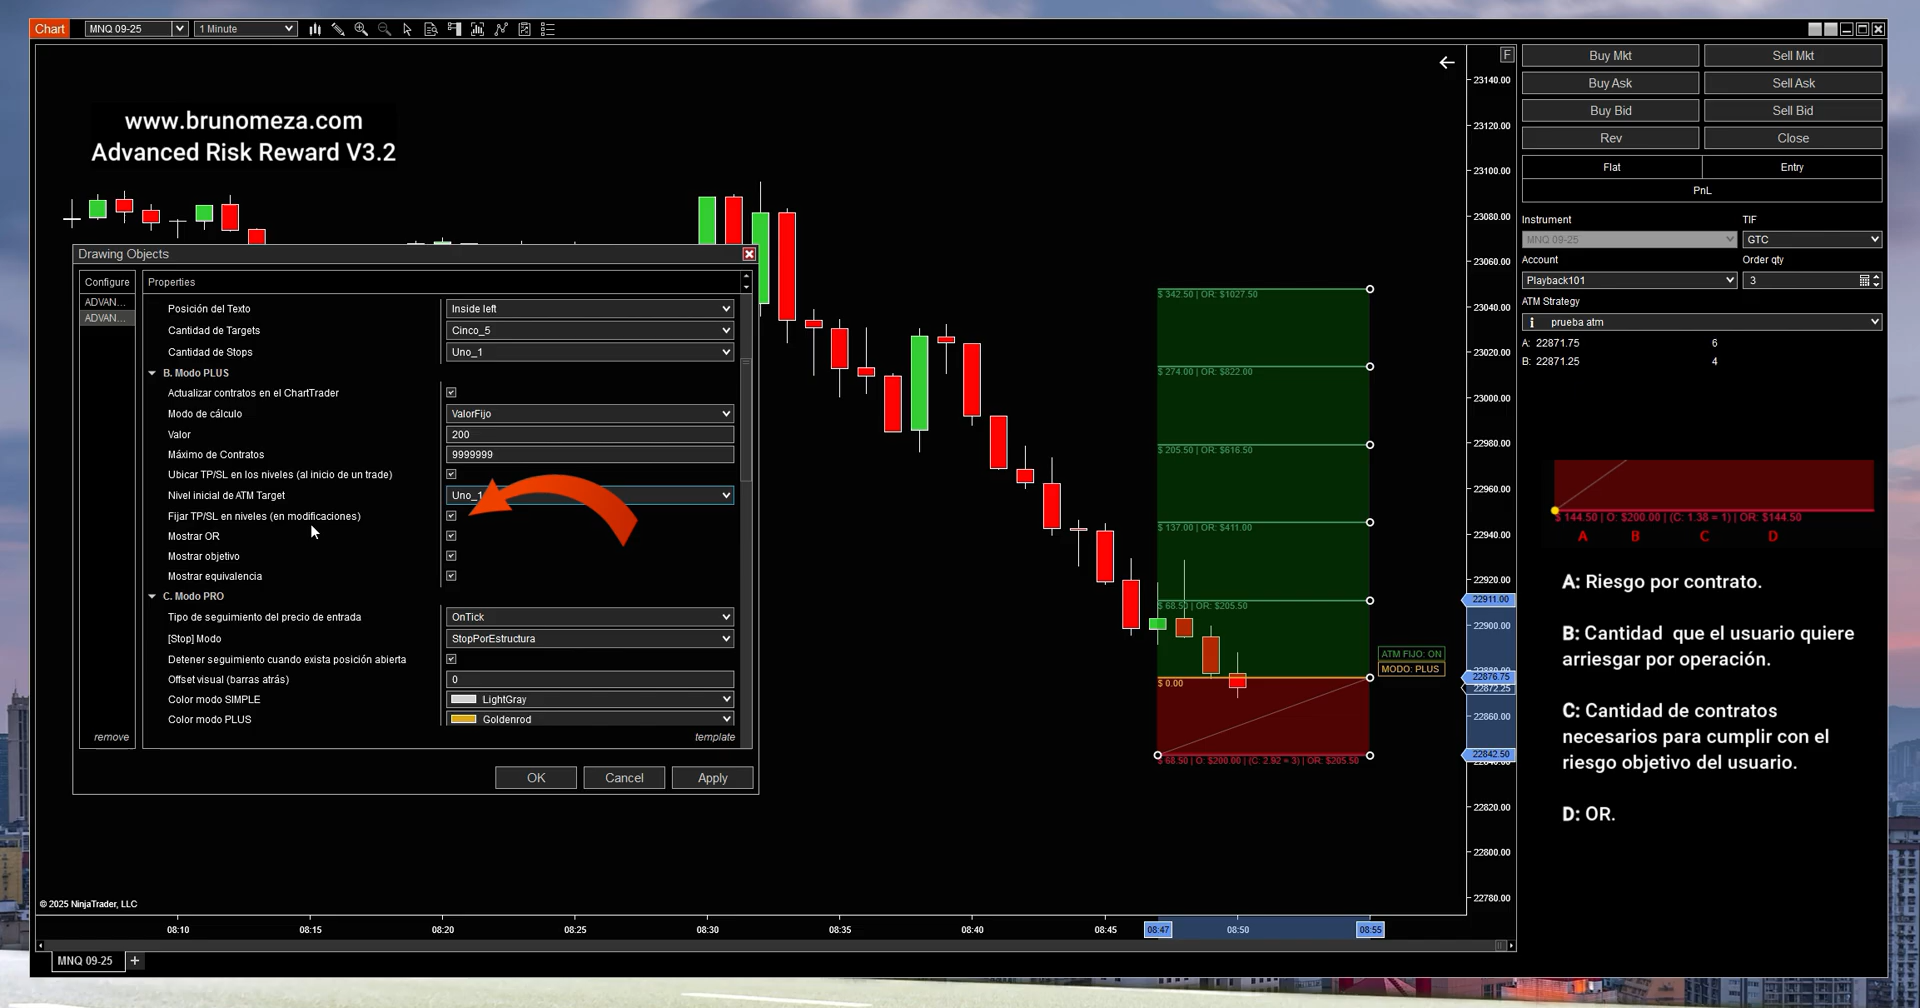 Chart
MNQ 09-25
1 Minute
www.brunomeza.com
Advanced Risk Reward V3.2
Drawing Objects
Configure
Properties
ADVAN...
ADVAN...
Posición del Texto
Inside left
Cantidad de Targets
Cinco_5
Cantidad de Stops
Uno_1
B. Modo PLUS
Actualizar contratos en el ChartTrader
Modo de cálculo
ValorFijo
Valor
200
Máximo de Contratos
9999999
Ubicar TP/SL en los niveles (al inicio de un trade)
Nivel inicial de ATM Target
Uno_1
Fijar TP/SL en niveles (en modificaciones)
Mostrar OR
Mostrar objetivo
Mostrar equivalencia
C. Modo PRO
Tipo de seguimiento del precio de entrada
OnTick
[Stop] Modo
StopPorEstructura
Detener seguimiento cuando exista posición abierta
Offset visual (barras atrás)
0
Color modo SIMPLE
LightGray
Color modo PLUS
Goldenrod
remove
template
OK
Cancel
Apply
$ 342.50 | OR: $1027.50
$ 274.00 | OR: $822.00
$ 205.50 | OR: $616.50
$ 137.00 | OR: $411.00
$ 68.50 | OR: $205.50
$ 0.00
$ 68.50 | O: $200.00 | (C: 2.92 = 3) | OR: $205.50
ATM FIJO: ON
MODO: PLUS
F
23140.00
23120.00
23100.00
23080.00
23060.00
23040.00
23020.00
23000.00
22980.00
22960.00
22940.00
22920.00
22911.00
22900.00
22876.75
22872.25
22860.00
22842.50
22820.00
22800.00
22780.00
© 2025 NinjaTrader, LLC
08:10
08:15
08:20
08:25
08:30
08:35
08:40
08:45
08:47
08:50
08:55
MNQ 09-25
+
Buy Mkt
Sell Mkt
Buy Ask
Sell Ask
Buy Bid
Sell Bid
Rev
Close
Flat
Entry
PnL
Instrument
TIF
MNQ 09-25
GTC
Account
Order qty
Playback101
3
ATM Strategy
prueba atm
A: 22871.75
6
B: 22871.25
4
$ 144.50 | O: $200.00 | (C: 1.38 = 1) | OR: $144.50
A
B
C
D
A: Riesgo por contrato.
B: Cantidad que el usuario quiere
arriesgar por operación.
C: Cantidad de contratos
necesarios para cumplir con el
riesgo objetivo del usuario.
D: OR.